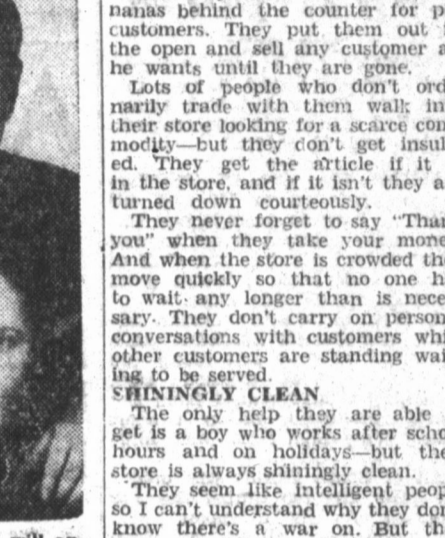 nanas behind the counter for
customers. They put them out
the open and sell any customer
he wants until they are gone.
Lots of people who don't ord
narily trade with them walk in
their store looking for a scarce com
modity—but they don't get insul
ed. They get the article if it
in the store, and if it isn't they a
turned down courteously.
They never forget to say "Than
you" when they take your mone
And when the store is crowded the
move quickly so that no one h
to wait any longer than is nece
sary. They don't carry on person
conversations with customers whi
other customers are standing wai
ing to be served.
SHININGLY CLEAN
The only help they are able
get is a boy who works after scho
hours and on holidays—but the
store is always shiningly clean.
They seem like intelligent peop
so I can't understand why they don
know there's a war on. But th